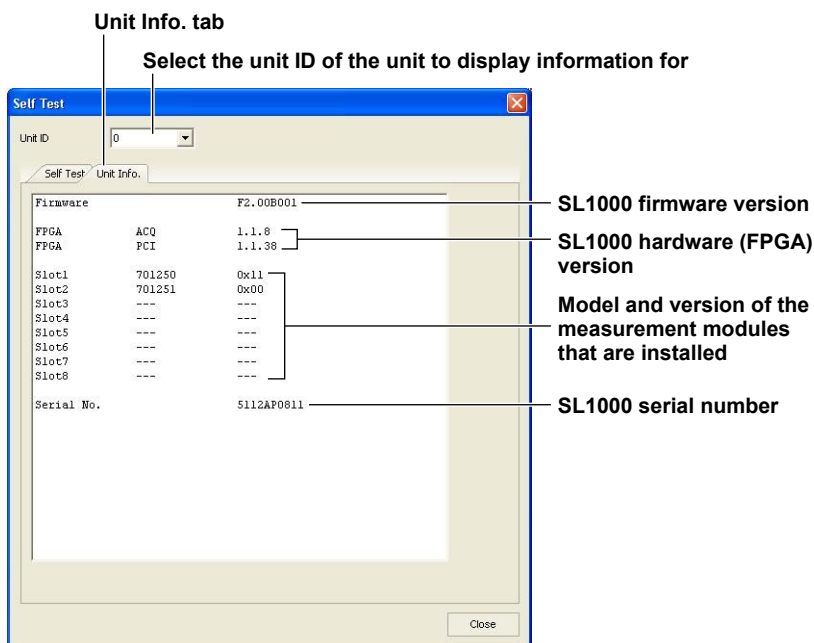 Unit Info. tab
Select the unit ID of the unit to display information for
Self Test
Unit ID 0
Self Test Unit Info.
Firmware F2.00B001
SL1000 firmware version
FPGA ACQ 1.1.8
FPGA PCI 1.1.38
SL1000 hardware (FPGA)
version
Slot1 701250 0x11
Slot2 701251 0x00
Slot3 --- ---
Slot4 --- ---
Slot5 --- ---
Slot6 --- ---
Slot7 --- ---
Slot8 --- ---
Model and version of the
measurement modules
that are installed
Serial No. 5112AP0811
SL1000 serial number
Close